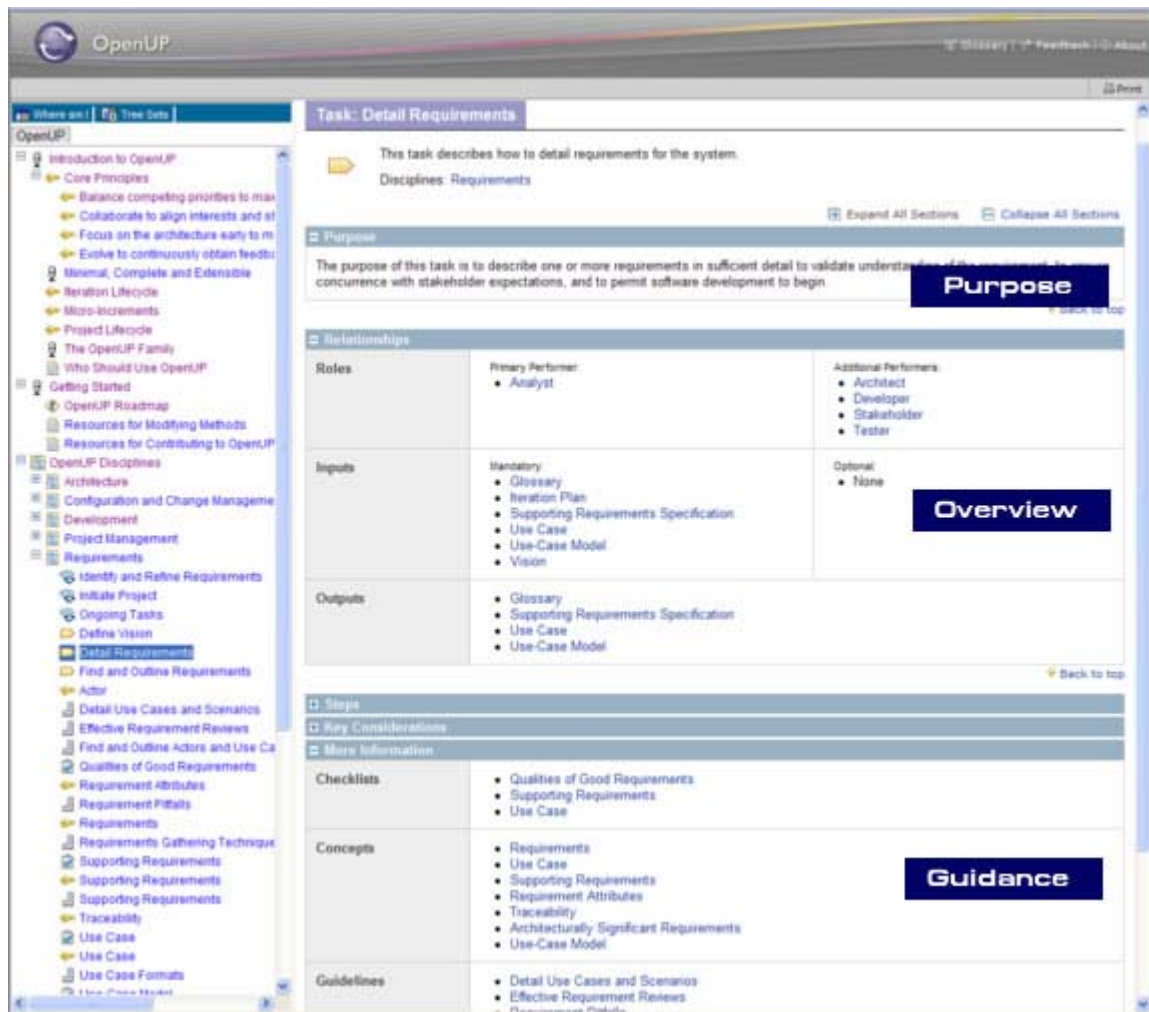 OpenUP
Glossary | Feedback | About
Print
Where am I
Tree Sets
OpenUP
Introduction to OpenUP
Core Principles
Balance competing priorities to max
Collaborate to align interests and st
Focus on the architecture early to m
Evolve to continuously obtain feedba
Minimal, Complete and Extensible
Iteration Lifecycle
Micro-Increments
Project Lifecycle
The OpenUP Family
Who Should Use OpenUP
Getting Started
OpenUP Roadmap
Resources for Modifying Methods
Resources for Contributing to OpenUP
OpenUP Disciplines
Architecture
Configuration and Change Manageme
Development
Project Management
Requirements
Identify and Refine Requirements
Initiate Project
Ongoing Tasks
Define Vision
Detail Requirements
Find and Outline Requirements
Actor
Detail Use Cases and Scenarios
Effective Requirement Reviews
Find and Outline Actors and Use Ca
Qualities of Good Requirements
Requirement Attributes
Requirement Pitfalls
Requirements
Requirements Gathering Technique
Supporting Requirements
Supporting Requirements
Supporting Requirements
Traceability
Use Case
Use Case
Use Case Formats
Use Case Model
Task: Detail Requirements
This task describes how to detail requirements for the system.
Disciplines: Requirements
Expand All Sections Collapse All Sections
Purpose
The purpose of this task is to describe one or more requirements in sufficient detail to validate
concurrence with stakeholder expectations, and to permit software development to begin.
Purpose
Back to top
Relationships
Roles
Primary Performer:
Analyst
Additional Performers:
Architect
Developer
Stakeholder
Tester
Inputs
Mandatory:
Glossary
Iteration Plan
Supporting Requirements Specification
Use Case
Use-Case Model
Vision
Optional:
None
Overview
Outputs
Glossary
Supporting Requirements Specification
Use Case
Use-Case Model
Back to top
Steps
Key Considerations
More Information
Checklists
Qualities of Good Requirements
Supporting Requirements
Use Case
Concepts
Requirements
Use Case
Supporting Requirements
Requirement Attributes
Traceability
Architecturally Significant Requirements
Use-Case Model
Guidance
Guidelines
Detail Use Cases and Scenarios
Effective Requirement Reviews
Requirement Pitfalls